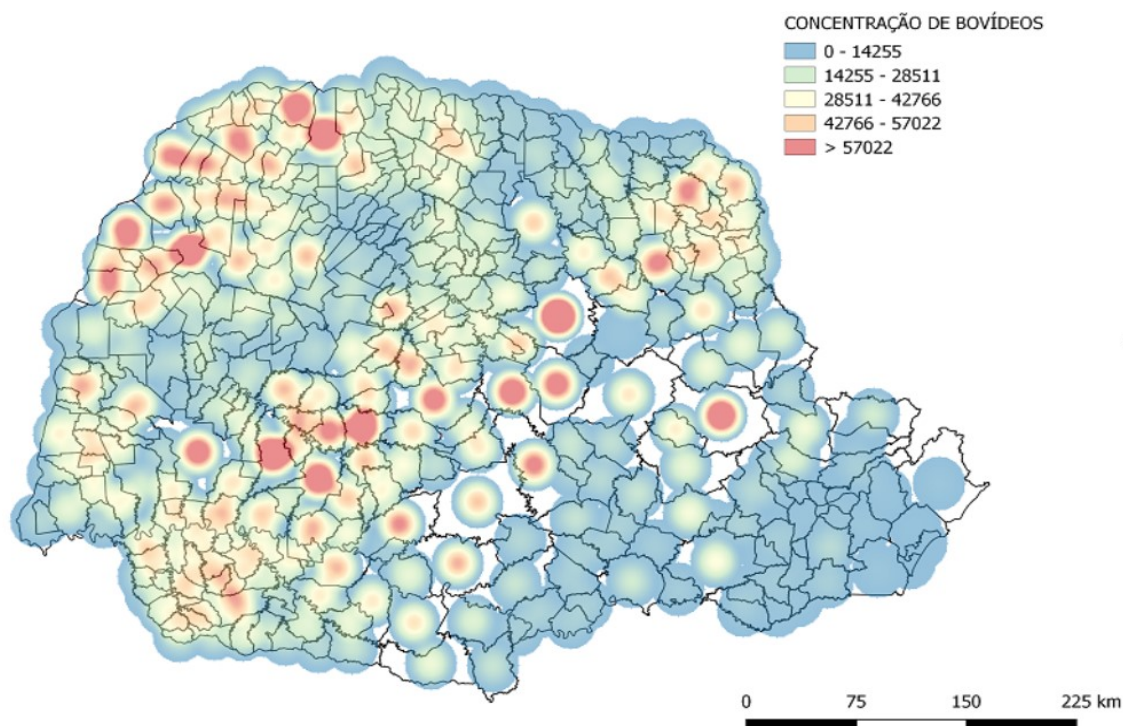 CONCENTRAÇÃO DE BOVÍDEOS
0 - 14255
14255 - 28511
28511 - 42766
42766 - 57022
> 57022
0 75 150 225 km